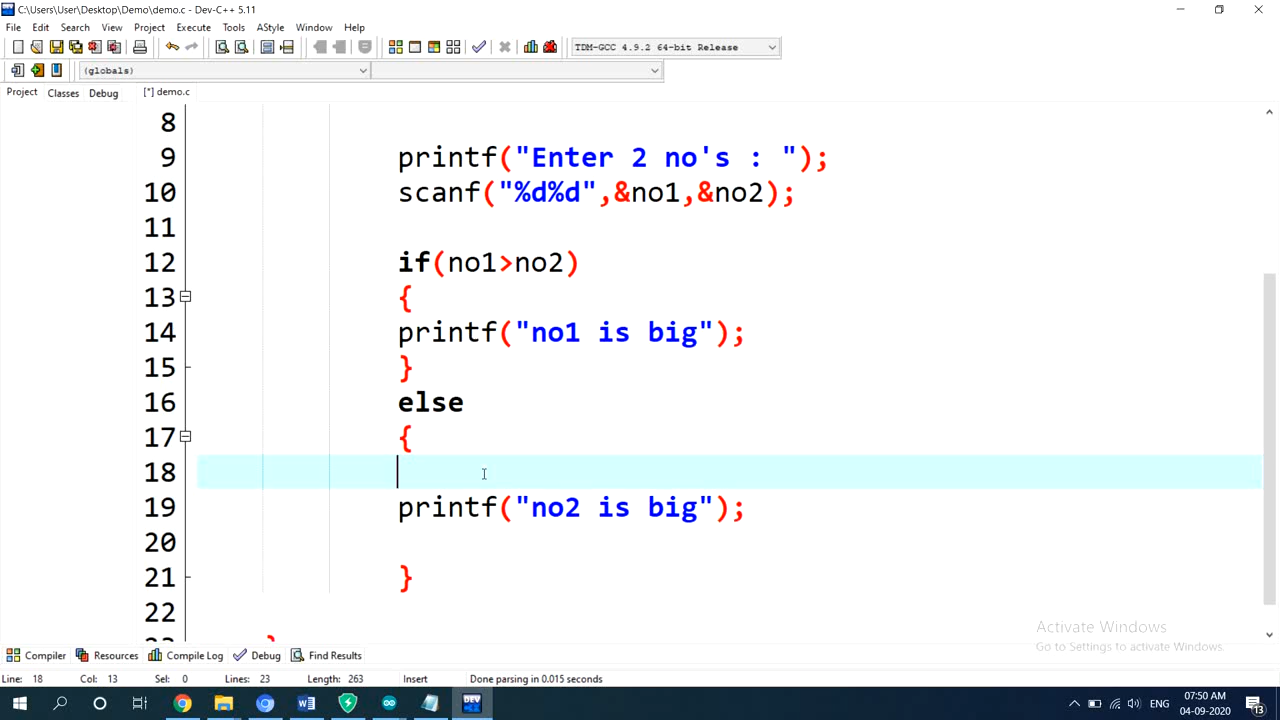 C:\Users\User\Desktop\Demo\demo.c - Dev-C++ 5.11
File Edit Search View Project Execute Tools AStyle Window Help
TDM-GCC 4.9.2 64-bit Release
(globals)
Project Classes Debug [*] demo.c
8
9 printf("Enter 2 no's : ");
10 scanf("%d%d",&no1,&no2);
11
12 if(no1>no2)
13 {
14 printf("no1 is big");
15 }
16 else
17 {
18
19 printf("no2 is big");
20
21 }
22
23 }
Activate Windows
Go to Settings to activate Windows.
Compiler Resources Compile Log Debug Find Results
Line: 18 Col: 13 Sel: 0 Lines: 23 Length: 263 Insert Done parsing in 0.015 seconds
DEV
ENG
07:50 AM
04-09-2020
13